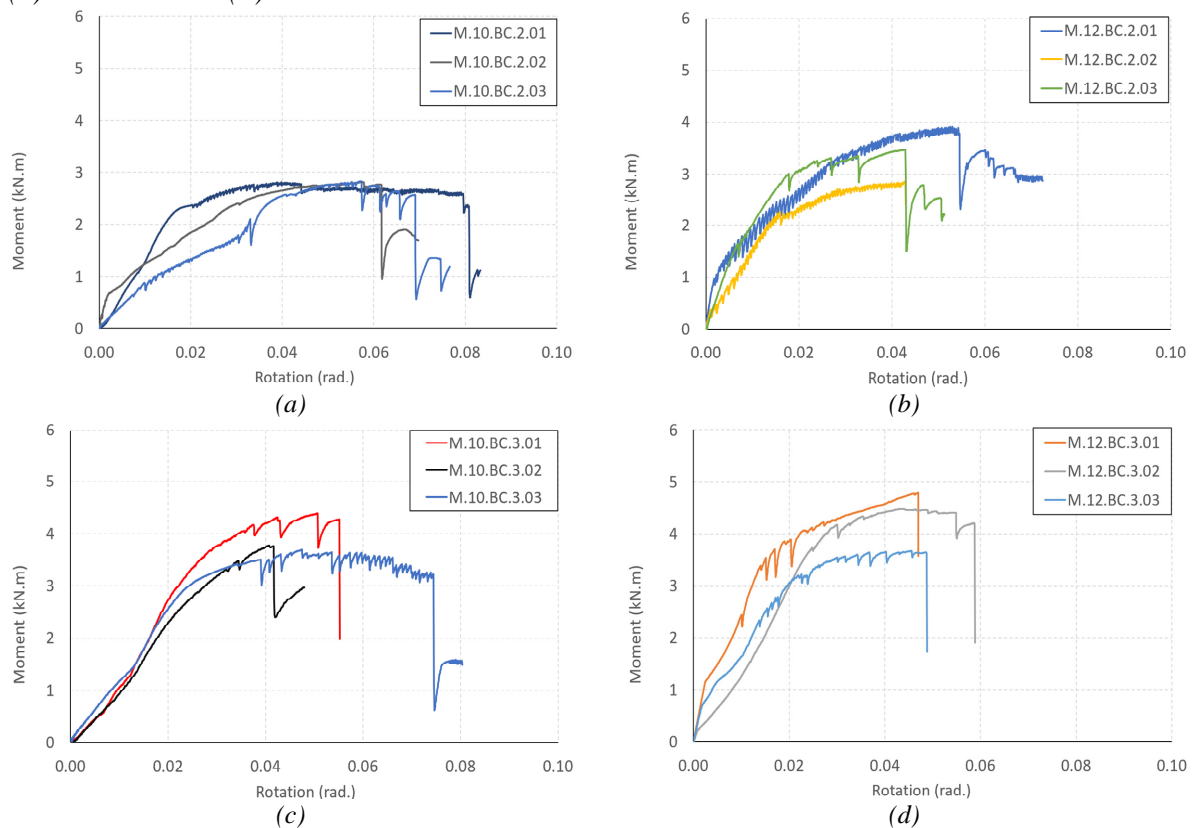 6
5
4
3
2
1
0
Moment (kN.m)
M.10.BC.2.01
M.10.BC.2.02
M.10.BC.2.03
0.00 0.02 0.04 0.06 0.08 0.10
Rotation (rad.)
(a)
6
5
4
3
2
1
0
Moment (kN.m)
M.12.BC.2.01
M.12.BC.2.02
M.12.BC.2.03
0.00 0.02 0.04 0.06 0.08 0.10
Rotation (rad.)
(b)
6
5
4
3
2
1
0
Moment (kN.m)
M.10.BC.3.01
M.10.BC.3.02
M.10.BC.3.03
0.00 0.02 0.04 0.06 0.08 0.10
Rotation (rad.)
(c)
6
5
4
3
2
1
0
Moment (kN.m)
M.12.BC.3.01
M.12.BC.3.02
M.12.BC.3.03
0.00 0.02 0.04 0.06 0.08 0.10
Rotation (rad.)
(d)